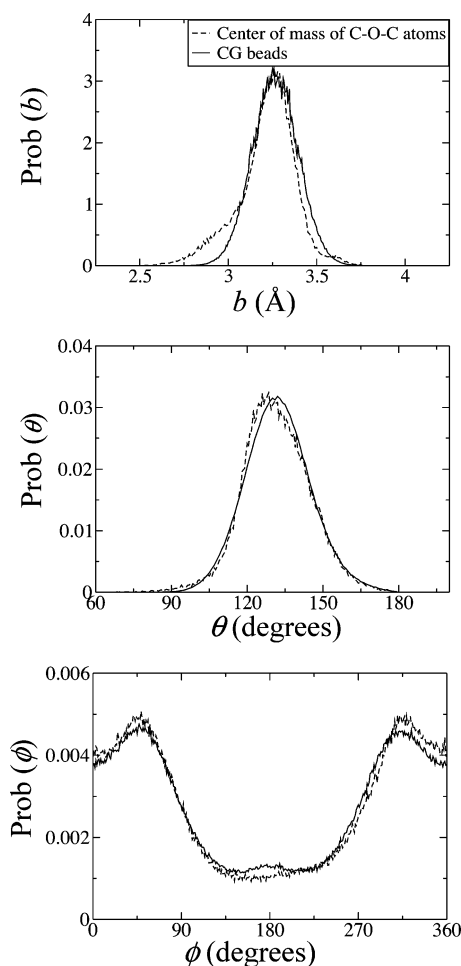 Center of mass of C-O-C atoms
CG beads
4
3
2
1
0
Prob (b)
2.5 3 3.5 4
b (Å)
0.04
0.03
0.02
0.01
0
Prob (θ)
60 90 120 150 180
θ (degrees)
0.006
0.004
0.002
0
Prob (ϕ)
0 90 180 270 360
ϕ (degrees)